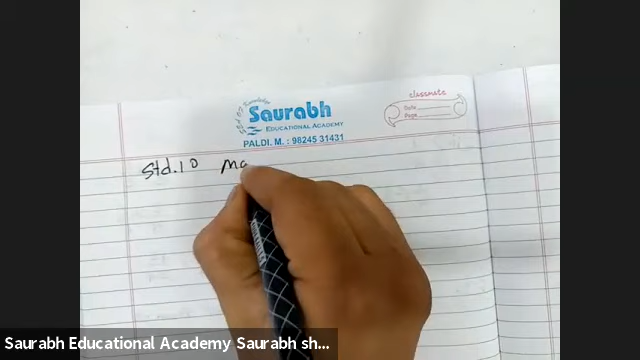 classmate
Date
Page
Saurabh
EDUCATIONAL ACADEMY
PALDI. M. : 98245 31431
Std.10 Ma
Saurabh Educational Academy Saurabh sh...